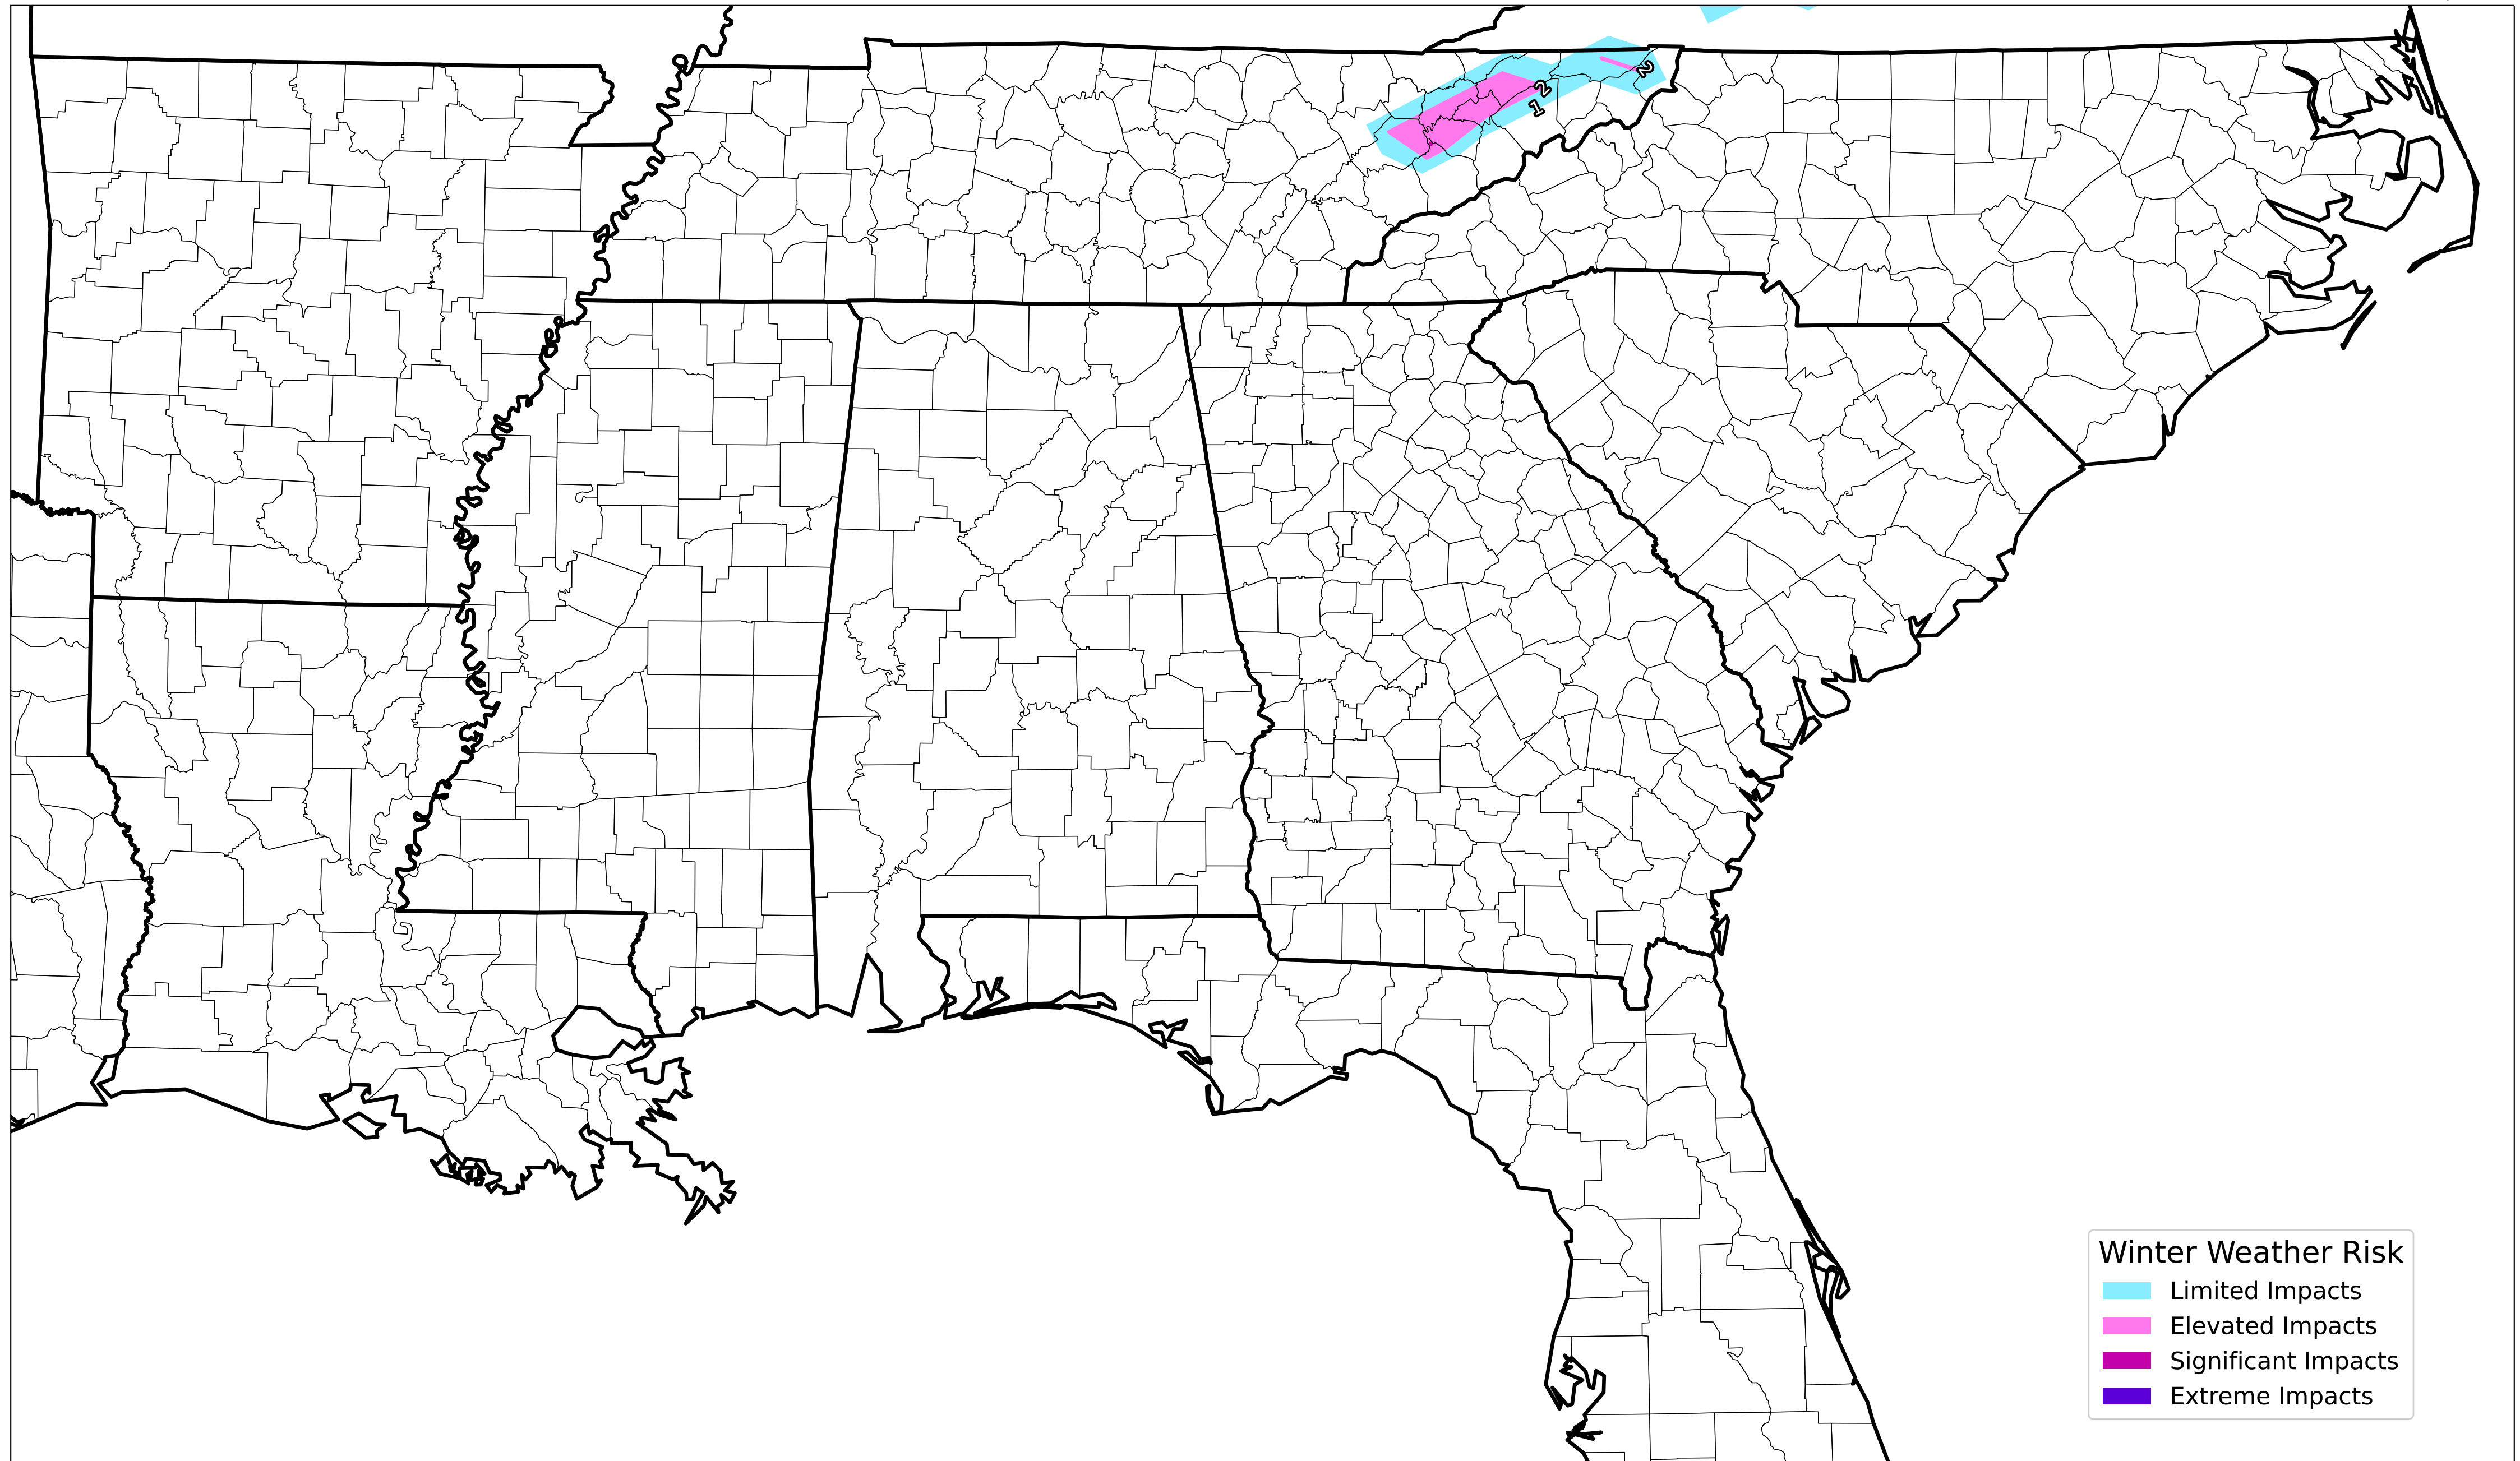 2
2
1
Winter Weather Risk
Limited Impacts
Elevated Impacts
Significant Impacts
Extreme Impacts